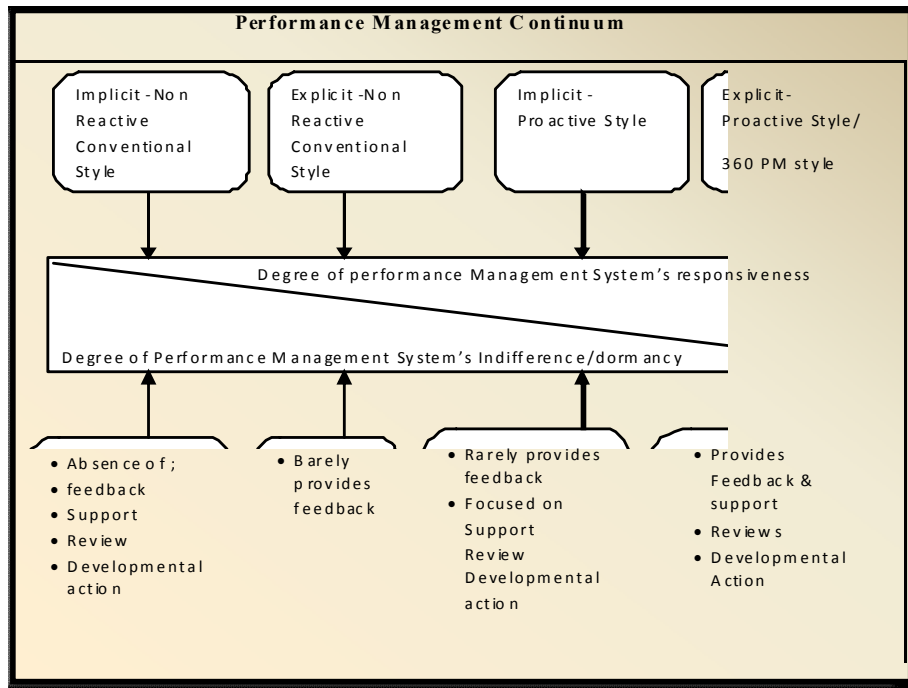 Performance Management Continuum
Implicit-Non
Reactive
Conventional
Style
Explicit-Non
Reactive
Conventional
Style
Implicit-
Proactive Style
Explicit-
Proactive Style/
360 PM style
Degree of performance Management System's responsiveness
Degree of Performance Management System's Indifference/dormancy
• Absence of;
• feedback
• Support
• Review
• Developmental
action
• Barely
provides
feedback
• Rarely provides
feedback
• Focused on
Support
Review
Developmental
action
• Provides
Feedback &
support
• Reviews
• Developmental
Action